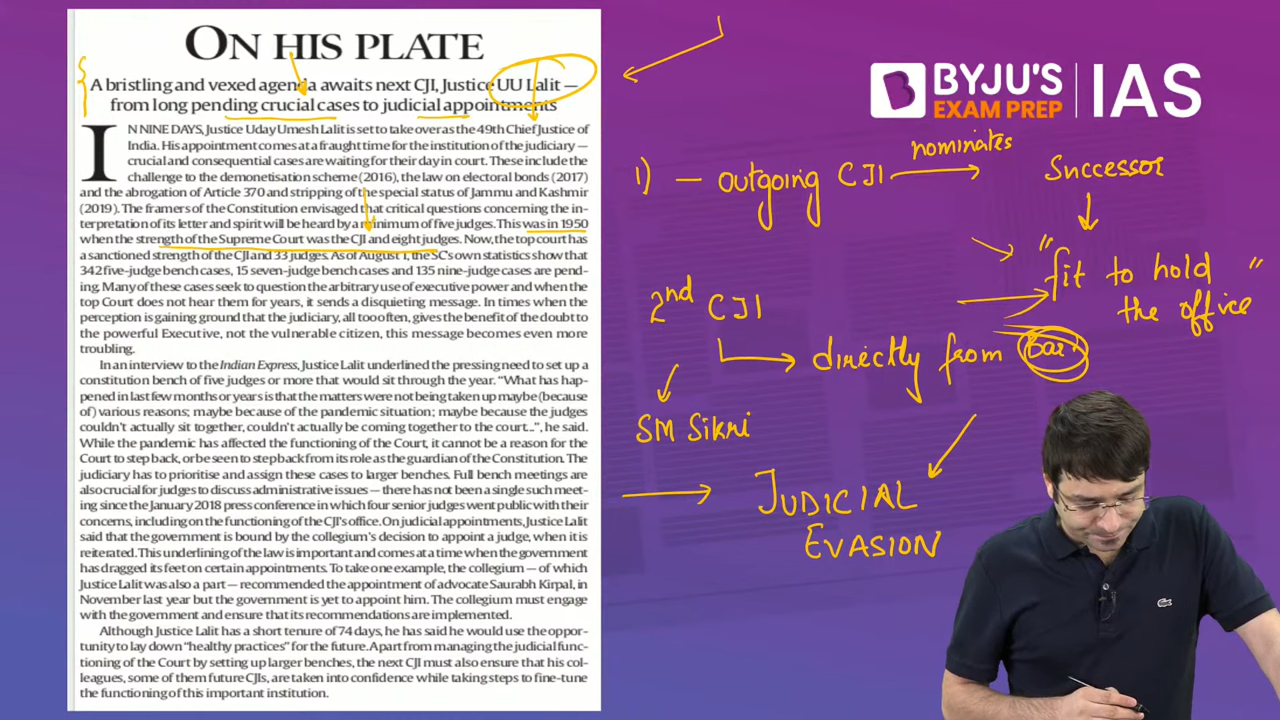 ON HIS PLATE
A bristling and vexed agenda awaits next CJI, Justice UU Lalit —
from long pending crucial cases to judicial appointments
IN NINE DAYS, Justice Uday Umesh Lalit is set to take over as the 49th Chief Justice of
India. His appointment comes at a fraught time for the institution of the judiciary —
crucial and consequential cases are waiting for their day in court. These include the
challenge to the demonetisation scheme (2016), the law on electoral bonds (2017)
and the abrogation of Article 370 and stripping of the special status of Jammu and Kashmir
(2019). The framers of the Constitution envisaged that critical questions concerning the in-
terpretation of its letter and spirit will be heard by a minimum of five judges. This was in 1950
when the strength of the Supreme Court was the CJI and eight judges. Now, the top court has
a sanctioned strength of the CJI and 33 judges. As of August 1, the SC's own statistics show that
342 five-judge bench cases, 15 seven-judge bench cases and 135 nine-judge cases are pend-
ing. Many of these cases seek to question the arbitrary use of executive power and when the
top Court does not hear them for years, it sends a disquieting message. In times when the
perception is gaining ground that the judiciary, all too often, gives the benefit of the doubt to
the powerful Executive, not the vulnerable citizen, this message becomes even more
troubling.
In an interview to the Indian Express, Justice Lalit underlined the pressing need to set up a
constitution bench of five judges or more that would sit through the year. "What has hap-
pened in last few months or years is that the matters were not being taken up maybe (because
of) various reasons; maybe because of the pandemic situation; maybe because the judges
couldn't actually sit together, couldn't actually be coming together to the court...", he said.
While the pandemic has affected the functioning of the Court, it cannot be a reason for the
Court to step back, or be seen to step back from its role as the guardian of the Constitution. The
judiciary has to prioritise and assign these cases to larger benches. Full bench meetings are
also crucial for judges to discuss administrative issues — there has not been a single such meet-
ing since the January 2018 press conference in which four senior judges went public with their
concerns, including on the functioning of the CJI's office. On judicial appointments, Justice Lalit
said that the government is bound by the collegium's decision to appoint a judge, when it is
reiterated. This underlining of the law is important and comes at a time when the government
has dragged its feet on certain appointments. To take one example, the collegium — of which
Justice Lalit was also a part — recommended the appointment of advocate Saurabh Kirpal, in
November last year but the government is yet to appoint him. The collegium must engage
with the government and ensure that its recommendations are implemented.
Although Justice Lalit has a short tenure of 74 days, he has said he would use the oppor-
tunity to lay down "healthy practices" for the future. Apart from managing the judicial func-
tioning of the Court by setting up larger benches, the next CJI must also ensure that his col-
leagues, some of them future CJIs, are taken into confidence while taking steps to fine-tune
the functioning of this important institution.
BYJU'S
EXAM PREP
IAS
1) - outgoing CJI nominates Successor
"fit to hold
the office"
2nd CJI
directly from bar
SM Sikri
JUDICIAL
EVASION